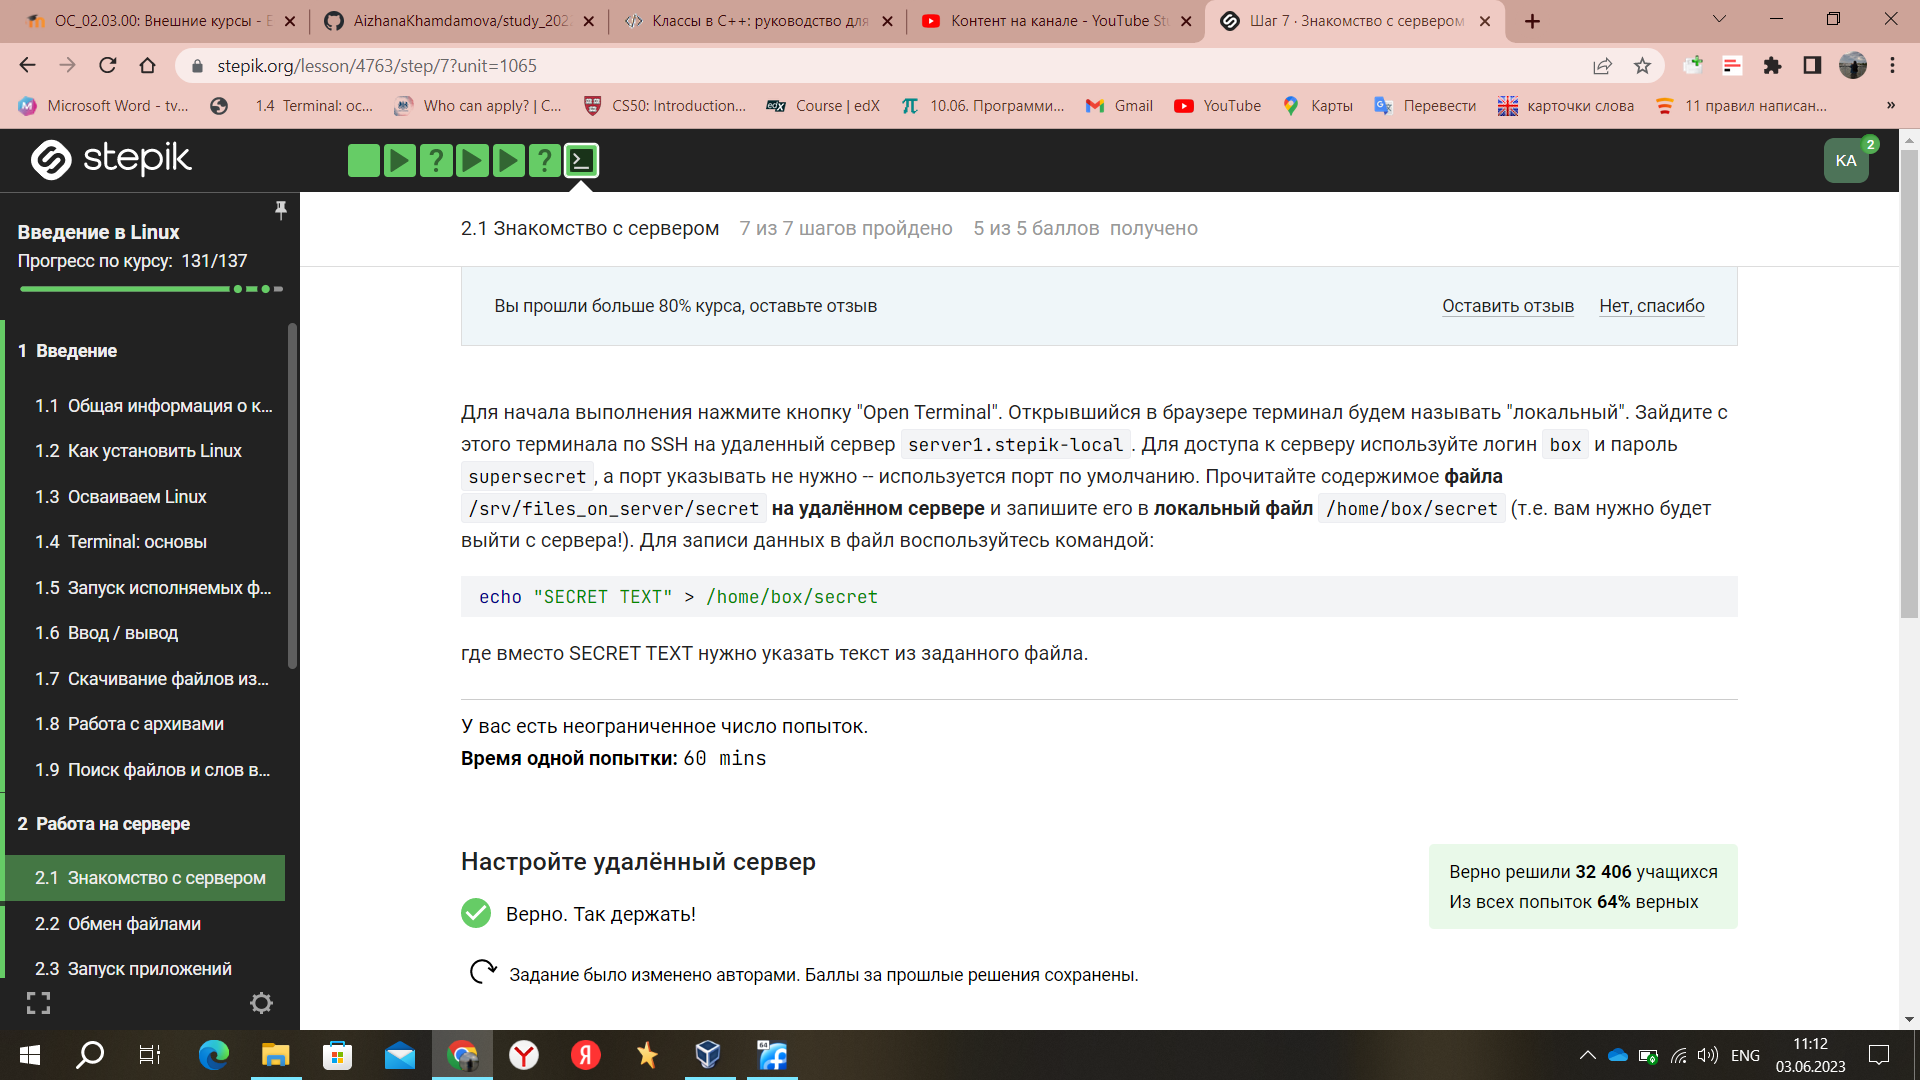 ОС_02.03.00: Внешние курсы - Е
AizhanaKhamdamova/study_202
Классы в C++: руководство для
Контент на канале - YouTube St
Шаг 7 · Знакомство с сервером
stepik.org/lesson/4763/step/7?unit=1065
Microsoft Word - tv...
1.4 Terminal: ос...
Who can apply? | C...
CS50: Introduction...
edX Course | edX
10.06. Программи...
Gmail
YouTube
Карты
Перевести
карточки слова
11 правил написан...
»
stepik
KA
2
Введение в Linux
Прогресс по курсу: 131/137
1 Введение
1.1 Общая информация о к...
1.2 Как установить Linux
1.3 Осваиваем Linux
1.4 Terminal: основы
1.5 Запуск исполняемых ф...
1.6 Ввод / вывод
1.7 Скачивание файлов из...
1.8 Работа с архивами
1.9 Поиск файлов и слов в...
2 Работа на сервере
2.1 Знакомство с сервером
2.2 Обмен файлами
2.3 Запуск приложений
2.1 Знакомство с сервером 7 из 7 шагов пройдено 5 из 5 баллов получено
Вы прошли больше 80% курса, оставьте отзыв
Оставить отзыв
Нет, спасибо
Для начала выполнения нажмите кнопку "Open Terminal". Открывшийся в браузере терминал будем называть "локальный". Зайдите с
этого терминала по SSH на удаленный сервер server1.stepik-local. Для доступа к серверу используйте логин box и пароль
supersecret, а порт указывать не нужно -- используется порт по умолчанию. Прочитайте содержимое файла
/srv/files_on_server/secret на удалённом сервере и запишите его в локальный файл /home/box/secret (т.е. вам нужно будет
выйти с сервера!). Для записи данных в файл воспользуйтесь командой:
echo "SECRET TEXT" > /home/box/secret
где вместо SECRET TEXT нужно указать текст из заданного файла.
У вас есть неограниченное число попыток.
Время одной попытки: 60 mins
Настройте удалённый сервер
Верно. Так держать!
Верно решили 32 406 учащихся
Из всех попыток 64% верных
Задание было изменено авторами. Баллы за прошлые решения сохранены.
64
ENG
11:12
03.06.2023